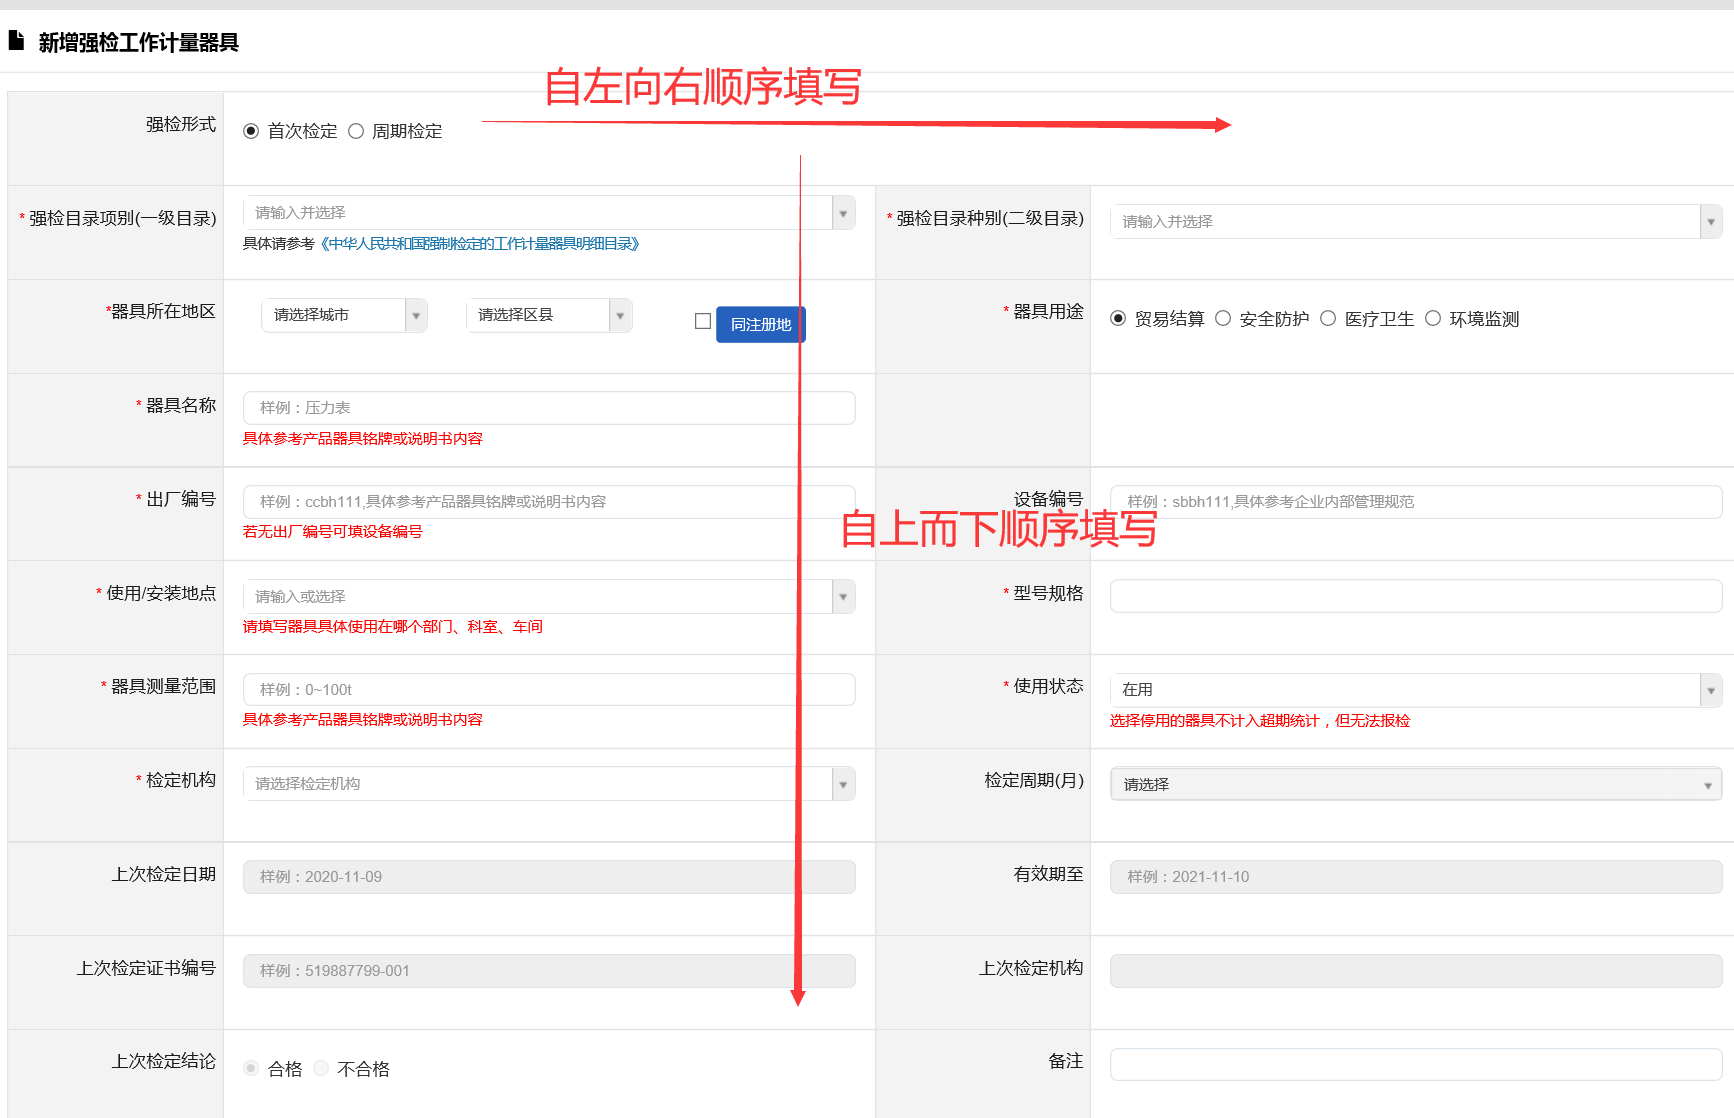 新增强检工作计量器具
自左向右顺序填写
强检形式
首次检定 周期检定
* 强检目录项别(一级目录)
请输入并选择
具体请参考《中华人民共和国强制检定的工作计量器具明细目录》
* 强检目录种别(二级目录)
请输入并选择
*器具所在地区
请选择城市 请选择区县 同注册地
* 器具用途
贸易结算 安全防护 医疗卫生 环境监测
* 器具名称
样例：压力表
具体参考产品器具铭牌或说明书内容
* 出厂编号
样例：ccbh111,具体参考产品器具铭牌或说明书内容
若无出厂编号可填设备编号
设备编号
样例：sbbh111,具体参考企业内部管理规范
自上而下顺序填写
* 使用/安装地点
请输入或选择
请填写器具具体使用在哪个部门、科室、车间
* 型号规格
* 器具测量范围
样例：0~100t
具体参考产品器具铭牌或说明书内容
* 使用状态
在用
选择停用的器具不计入超期统计，但无法报检
* 检定机构
请选择检定机构
检定周期(月)
请选择
上次检定日期
样例：2020-11-09
有效期至
样例：2021-11-10
上次检定证书编号
样例：519887799-001
上次检定机构
上次检定结论
合格 不合格
备注